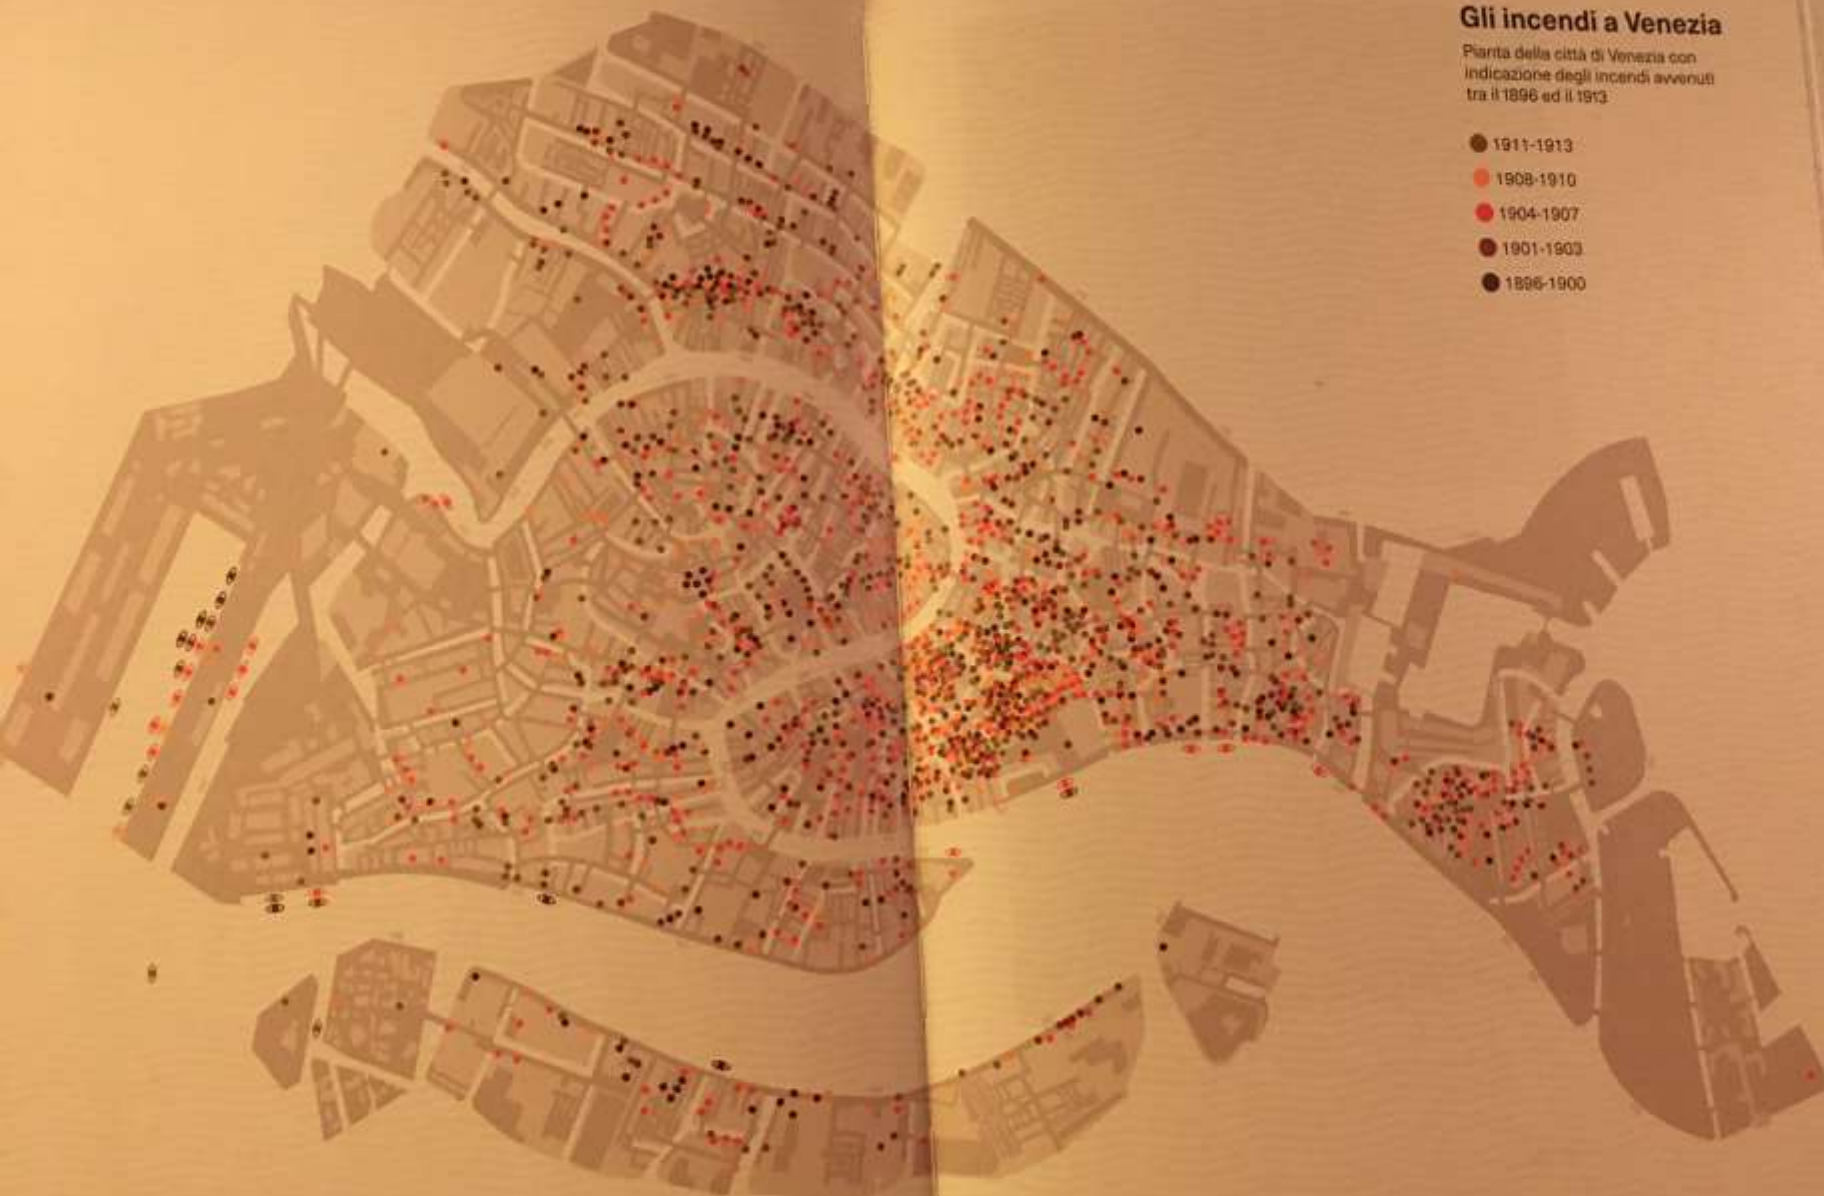 Gli incendi a Venezia
Pianta della città di Venezia con
indicazione degli incendi avvenuti
tra il 1896 ed il 1913
1911-1913
1908-1910
1904-1907
1901-1903
1896-1900